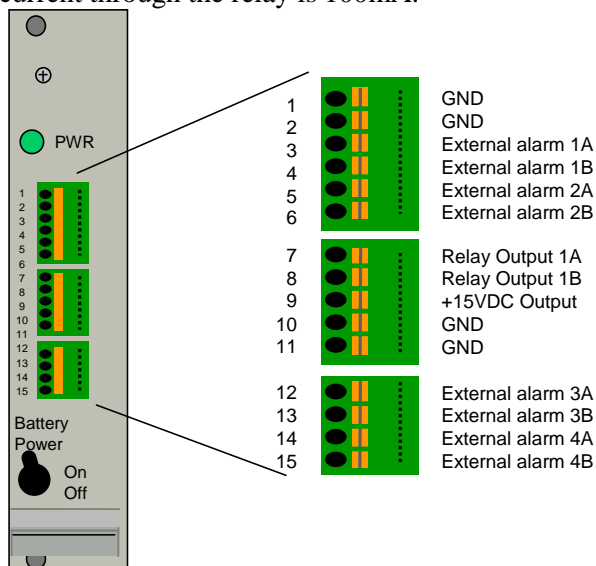 current through the relay is 100mA.
PWR
1
2
3
4
5
6
7
8
9
10
11
12
13
14
15
Battery
Power
On
Off
1 GND
2 GND
3 External alarm 1A
4 External alarm 1B
5 External alarm 2A
6 External alarm 2B
7 Relay Output 1A
8 Relay Output 1B
9 +15VDC Output
10 GND
11 GND
12 External alarm 3A
13 External alarm 3B
14 External alarm 4A
15 External alarm 4B